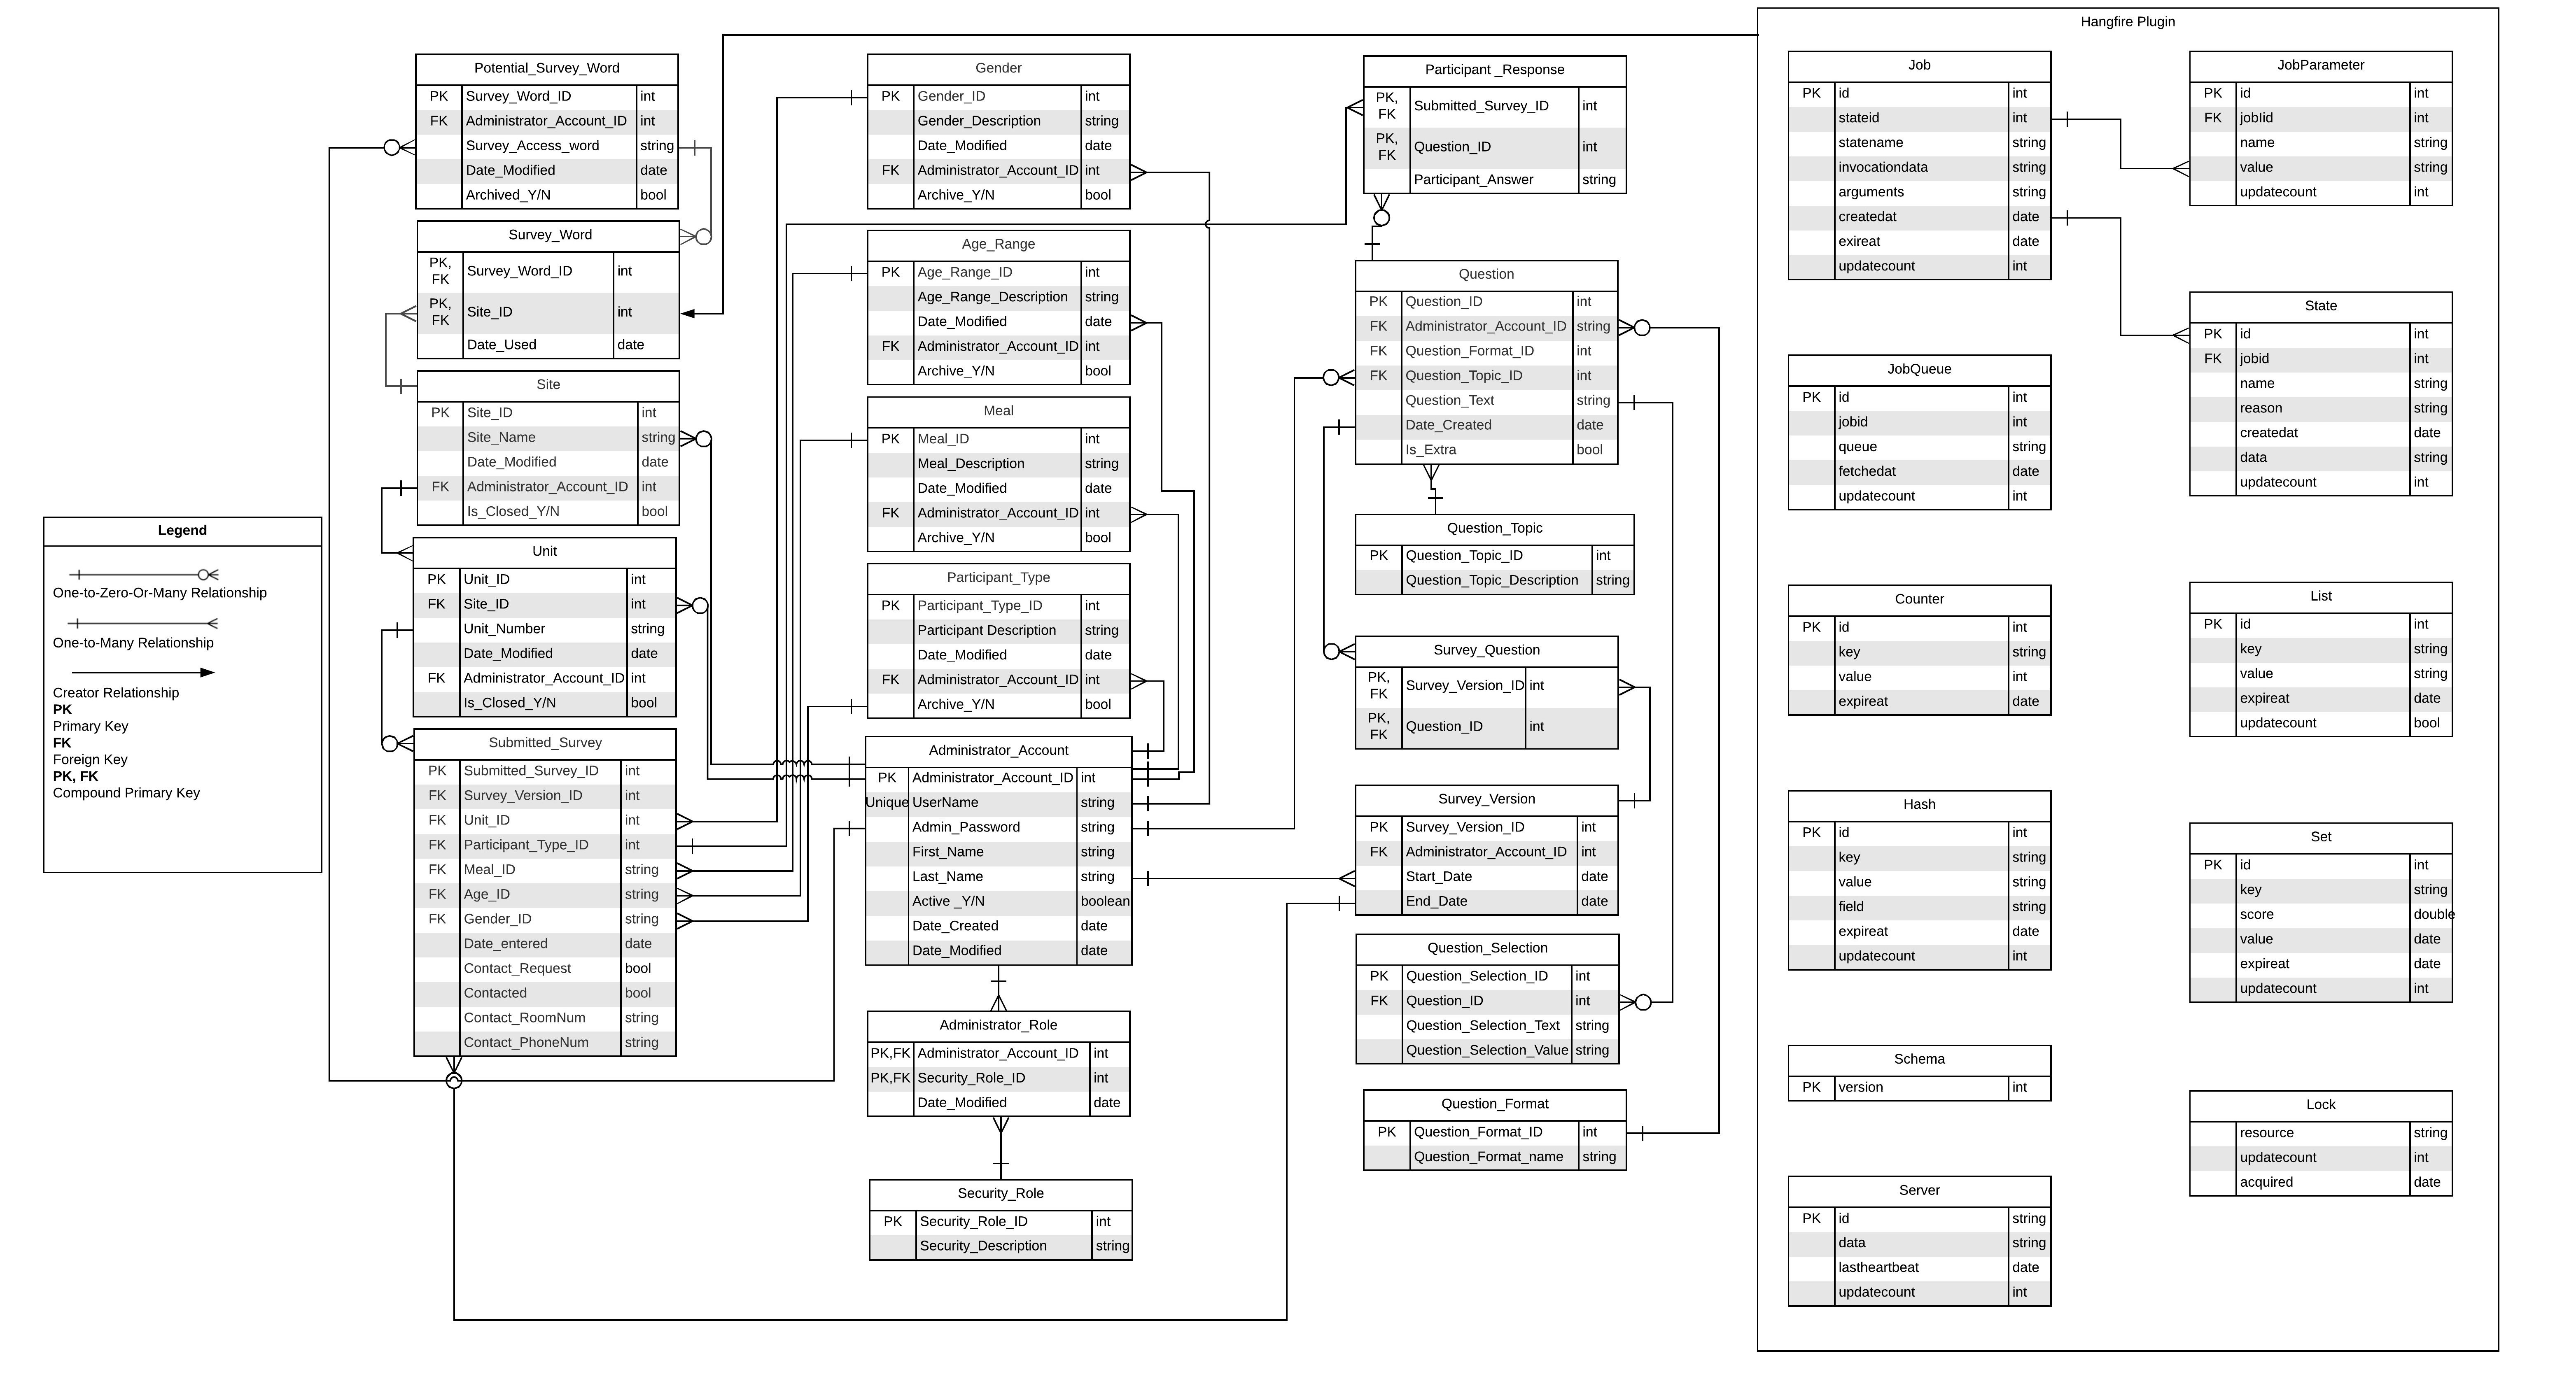 Hangfire Plugin
Potential_Survey_Word
PK Survey_Word_ID int
FK Administrator_Account_ID int
Survey_Access_word string
Date_Modified date
Archived_Y/N bool
Survey_Word
PK, FK Survey_Word_ID int
PK, FK Site_ID int
Date_Used date
Site
PK Site_ID int
Site_Name string
Date_Modified date
FK Administrator_Account_ID int
Is_Closed_Y/N bool
Unit
PK Unit_ID int
FK Site_ID int
Unit_Number string
Date_Modified date
FK Administrator_Account_ID int
Is_Closed_Y/N bool
Submitted_Survey
PK Submitted_Survey_ID int
FK Survey_Version_ID int
FK Unit_ID int
FK Participant_Type_ID int
FK Meal_ID string
FK Age_ID string
FK Gender_ID string
Date_entered date
Contact_Request bool
Contacted bool
Contact_RoomNum string
Contact_PhoneNum string
Legend
One-to-Zero-Or-Many Relationship
One-to-Many Relationship
Creator Relationship
PK
Primary Key
FK
Foreign Key
PK, FK
Compound Primary Key
Gender
PK Gender_ID int
Gender_Description string
Date_Modified date
FK Administrator_Account_ID int
Archive_Y/N bool
Age_Range
PK Age_Range_ID int
Age_Range_Description string
Date_Modified date
FK Administrator_Account_ID int
Archive_Y/N bool
Meal
PK Meal_ID int
Meal_Description string
Date_Modified date
FK Administrator_Account_ID int
Archive_Y/N bool
Participant_Type
PK Participant_Type_ID int
Participant Description string
Date_Modified date
FK Administrator_Account_ID int
Archive_Y/N bool
Administrator_Account
PK Administrator_Account_ID int
Unique UserName string
Admin_Password string
First_Name string
Last_Name string
Active _Y/N boolean
Date_Created date
Date_Modified date
Administrator_Role
PK,FK Administrator_Account_ID int
PK,FK Security_Role_ID int
Date_Modified date
Security_Role
PK Security_Role_ID int
Security_Description string
Participant _Response
PK, FK Submitted_Survey_ID int
PK, FK Question_ID int
Participant_Answer string
Question
PK Question_ID int
FK Administrator_Account_ID string
FK Question_Format_ID int
FK Question_Topic_ID int
Question_Text string
Date_Created date
Is_Extra bool
Question_Topic
PK Question_Topic_ID int
Question_Topic_Description string
Survey_Question
PK, FK Survey_Version_ID int
PK, FK Question_ID int
Survey_Version
PK Survey_Version_ID int
FK Administrator_Account_ID int
Start_Date date
End_Date date
Question_Selection
PK Question_Selection_ID int
FK Question_ID int
Question_Selection_Text string
Question_Selection_Value string
Question_Format
PK Question_Format_ID int
Question_Format_name string
Job
PK id int
stateid int
statename string
invocationdata string
arguments string
createdat date
exireat date
updatecount int
JobQueue
PK id int
jobid int
queue string
fetchedat date
updatecount int
Counter
PK id int
key string
value int
expireat date
Hash
PK id int
key string
value string
field string
expireat date
updatecount int
Schema
PK version int
Server
PK id string
data string
lastheartbeat date
updatecount int
JobParameter
PK id int
FK jobIid int
name string
value string
updatecount int
State
PK id int
FK jobid int
name string
reason string
createdat date
data string
updatecount int
List
PK id int
key string
value string
expireat date
updatecount bool
Set
PK id int
key string
score double
value date
expireat date
updatecount int
Lock
resource string
updatecount int
acquired date